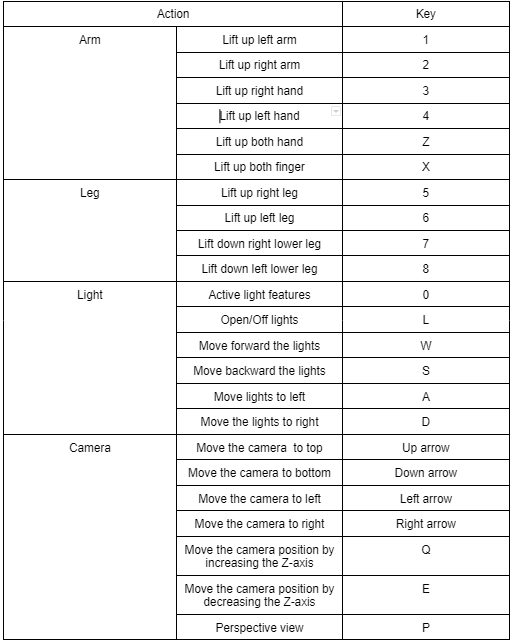 Action Key
Arm Lift up left arm 1
Lift up right arm 2
Lift up right hand 3
Lift up left hand 4
Lift up both hand Z
Lift up both finger X
Leg Lift up right leg 5
Lift up left leg 6
Lift down right lower leg 7
Lift down left lower leg 8
Light Active light features 0
Open/Off lights L
Move forward the lights W
Move backward the lights S
Move lights to left A
Move the lights to right D
Camera Move the camera to top Up arrow
Move the camera to bottom Down arrow
Move the camera to left Left arrow
Move the camera to right Right arrow
Move the camera position by Q
increasing the Z-axis
Move the camera position by E
decreasing the Z-axis
Perspective view P